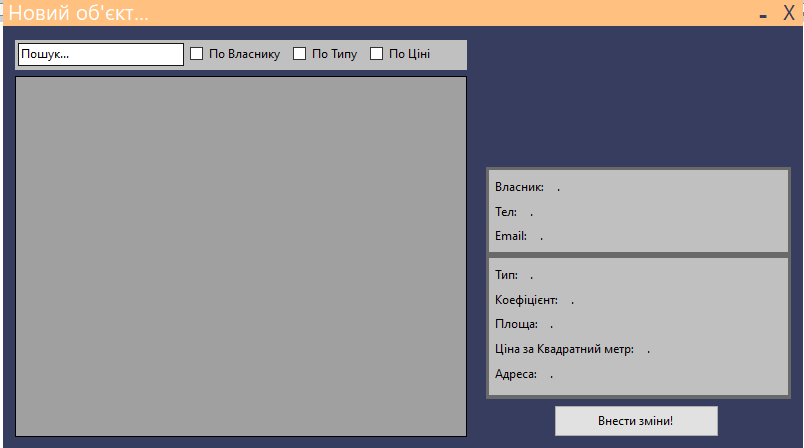 Новий об'єкт...
- X
Пошук... По Власнику По Типу По Ціні
Власник: .
Тел: .
Email: .
Тип: .
Коефіцієнт: .
Площа: .
Ціна за Квадратний метр: .
Адреса: .
Внести зміни!